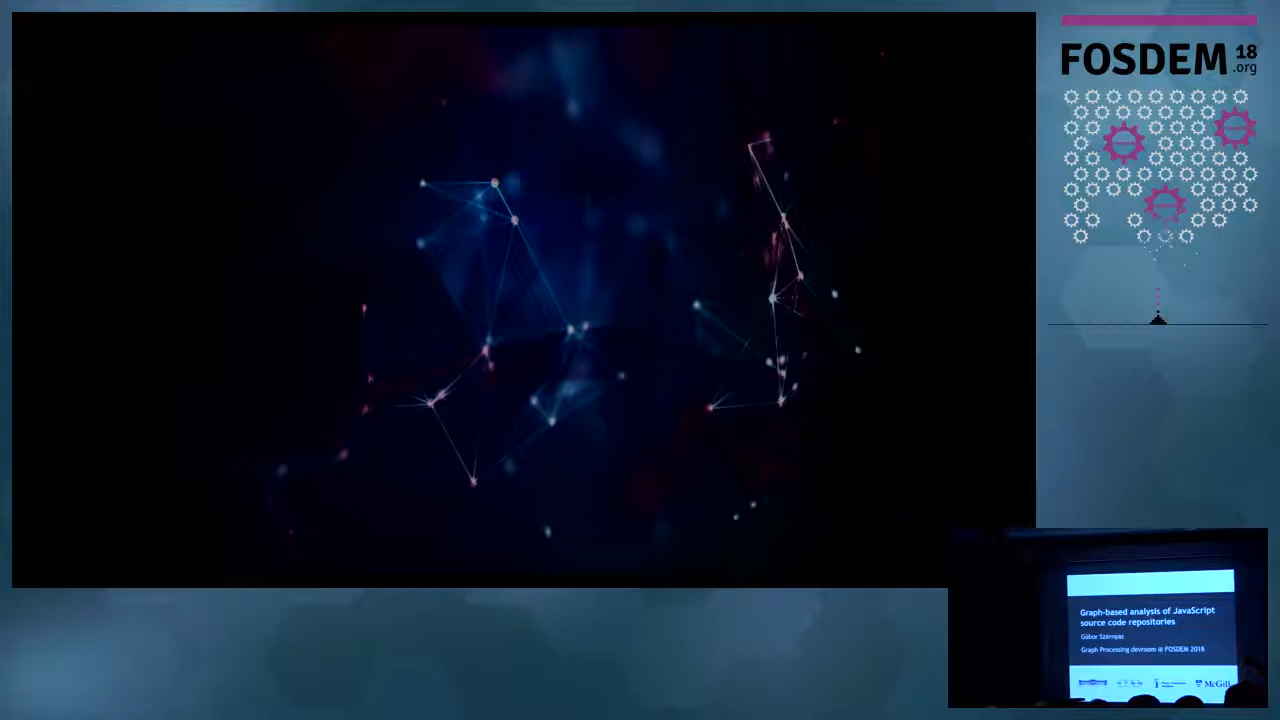 FOSDEM 18
.org
Graph-based analysis of JavaScript
source code repositories
Gábor Szárnyas
Graph Processing devroom @ FOSDEM 2018
McGill